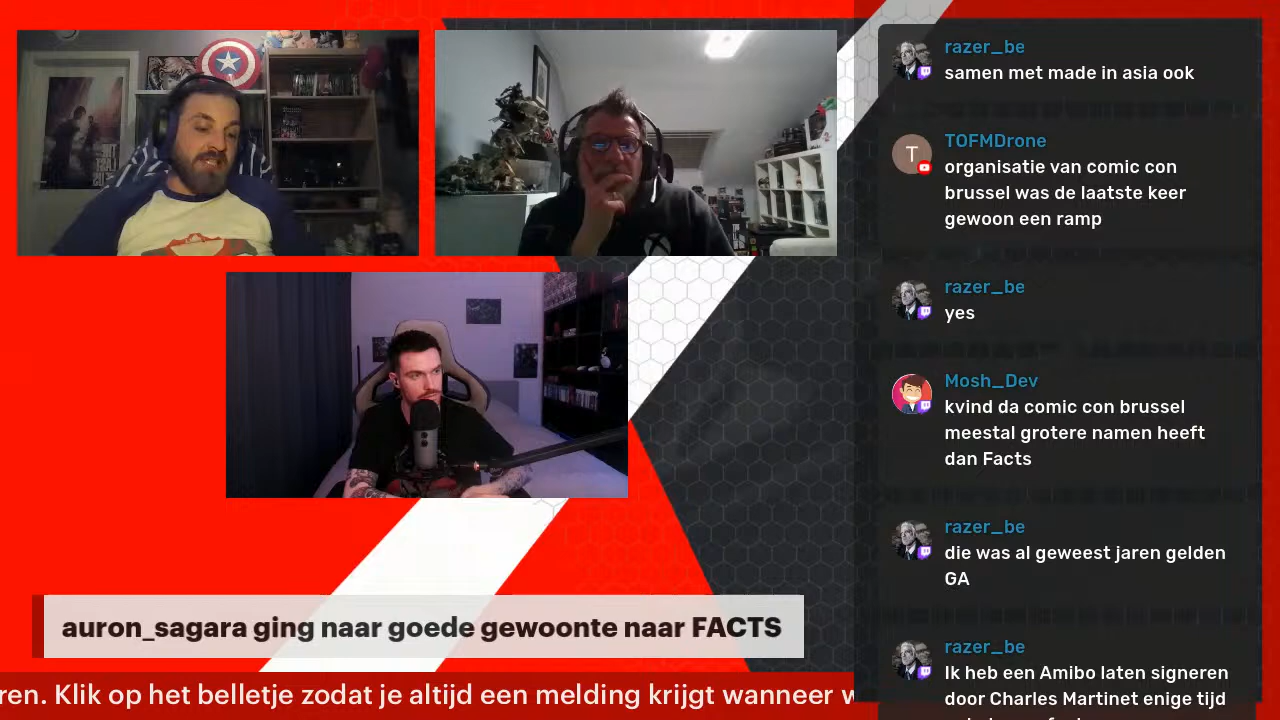 razer_be
samen met made in asia ook
T
TOFMDrone
organisatie van comic con
brussel was de laatste keer
gewoon een ramp
razer_be
yes
Mosh_Dev
kvind da comic con brussel
meestal grotere namen heeft
dan Facts
razer_be
die was al geweest jaren gelden
GA
razer_be
Ik heb een Amibo laten signeren
door Charles Martinet enige tijd
auron_sagara ging naar goede gewoonte naar FACTS
ren. Klik op het belletje zodat je altijd een melding krijgt wanneer w